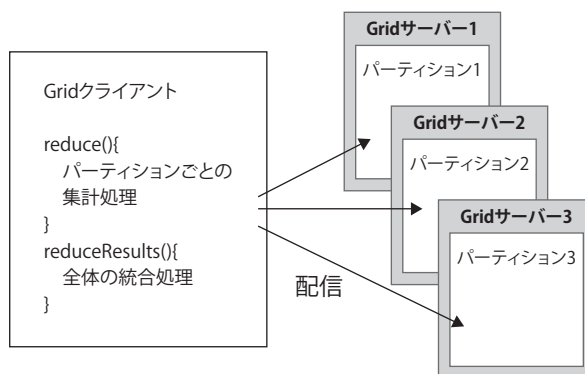 Gridクライアント
reduce(){
パーティションごとの
集計処理
}
reduceResults(){
全体の統合処理
}
配信
Gridサーバー1
パーティション1
Gridサーバー2
パーティション2
Gridサーバー3
パーティション3